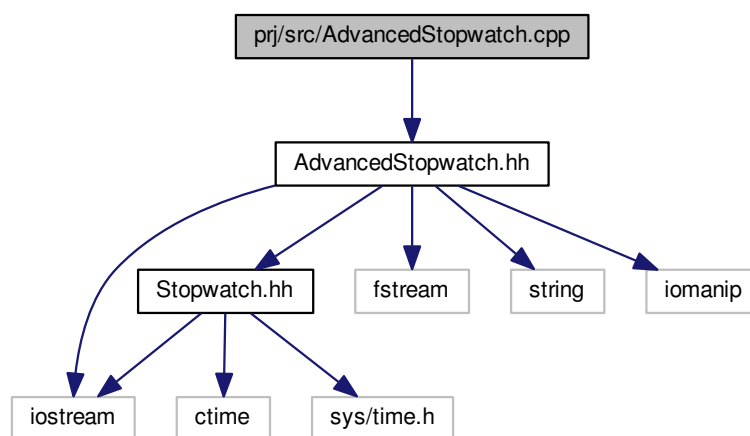 prj/src/AdvancedStopwatch.cpp
AdvancedStopwatch.hh
Stopwatch.hh
fstream
string
iomanip
iostream
ctime
sys/time.h